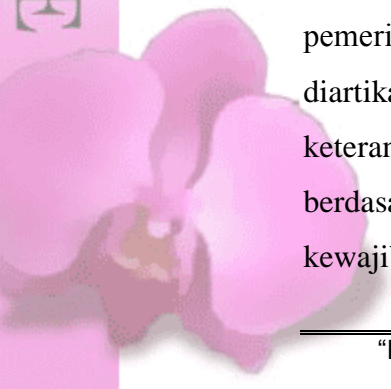 pemeri
diartika
keteran
berdasa
kewaji
"